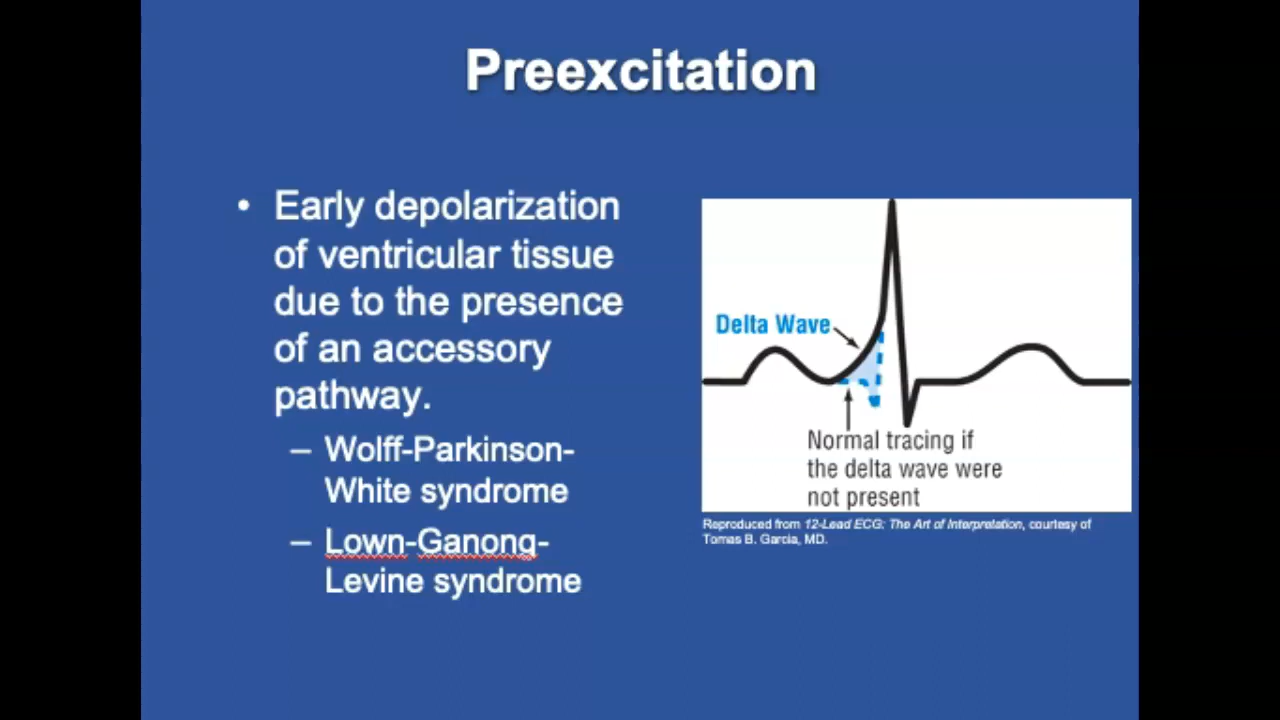 Preexcitation
• Early depolarization
of ventricular tissue
due to the presence
of an accessory
pathway.
– Wolff-Parkinson-
White syndrome
– Lown-Ganong-
Levine syndrome
Delta Wave
Normal tracing if
the delta wave were
not present
Reproduced from 12-Lead ECG: The Art of Interpretation, courtesy of
Tomas B. Garcia, MD.